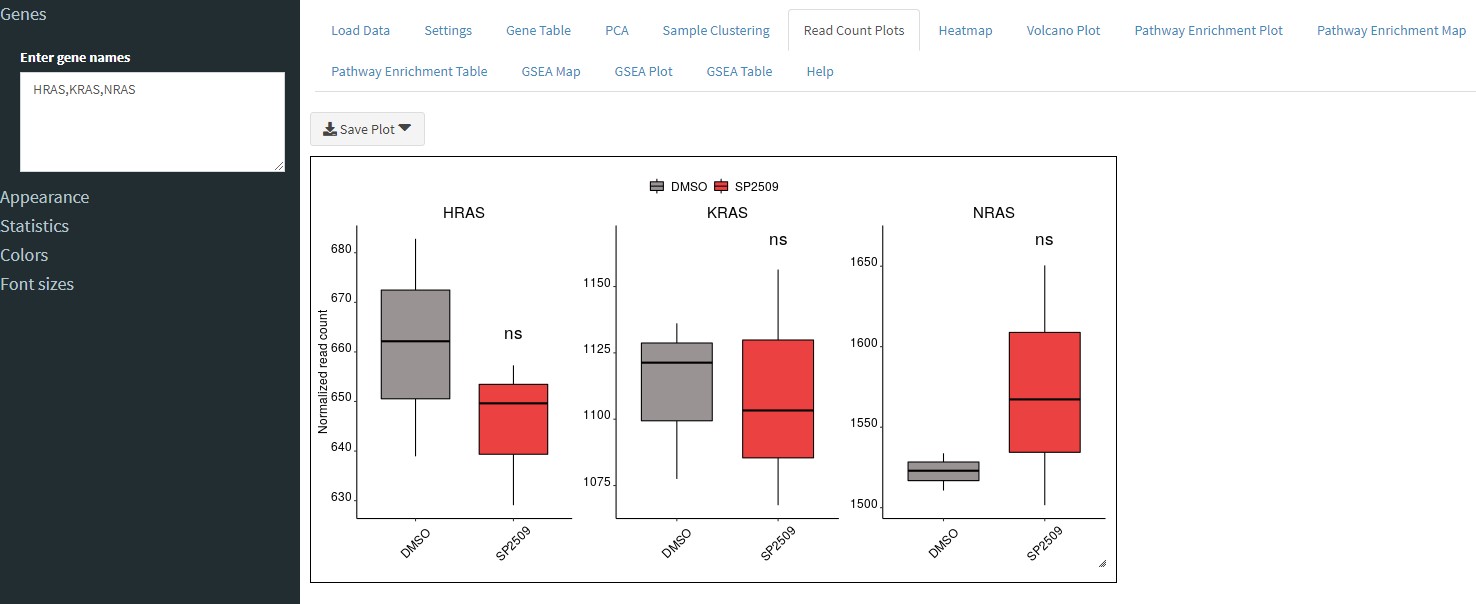 Genes
Enter gene names
HRAS,KRAS,NRAS
Appearance
Statistics
Colors
Font sizes
Load Data Settings Gene Table PCA Sample Clustering Read Count Plots Heatmap Volcano Plot Pathway Enrichment Plot Pathway Enrichment Map
Pathway Enrichment Table GSEA Map GSEA Plot GSEA Table Help
Save Plot
DMSO SP2509
HRAS KRAS NRAS
Normalized read count
680
670
660
650
640
630
ns
DMSO SP2509
1150
1125
1100
1075
ns
DMSO SP2509
1650
1600
1550
1500
ns
DMSO SP2509